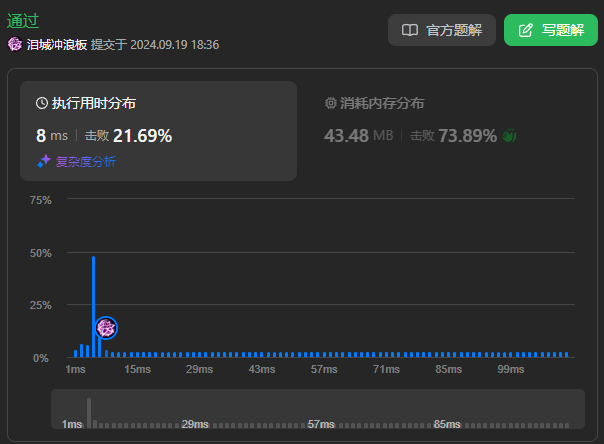 通过
泪城冲浪板 提交于 2024.09.19 18:36
官方题解
写题解
执行用时分布
8 ms 击败 21.69%
复杂度分析
消耗内存分布
43.48 MB 击败 73.89%
75%
50%
25%
0%
1ms 15ms 29ms 43ms 57ms 71ms 85ms 99ms
1ms 29ms 57ms 85ms